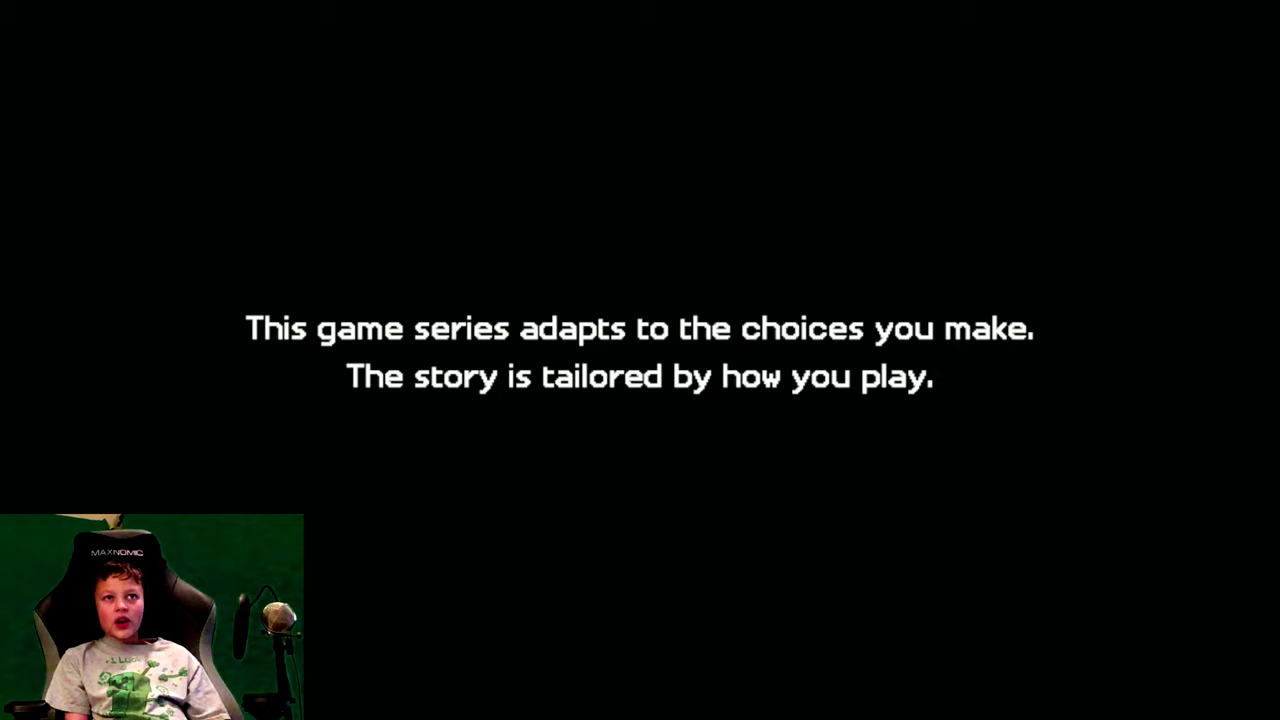 This game series adapts to the choices you make.
The story is tailored by how you play.
MAXNOMIC